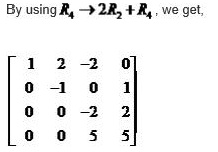 By using R₄ → 2R₂ + R₄ , we get,
1 2 -2 0
0 -1 0 1
0 0 -2 2
0 0 5 5